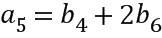 a₅ = b₄ + 2b₆